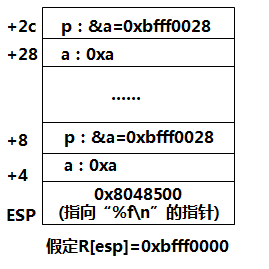 +2c p：&a=0xbfff0028
+28 a：0xa
……
+8 p：&a=0xbfff0028
+4 a：0xa
0x8048500
ESP (指向“%f\n”的指针)
假定R[esp]=0xbfff0000